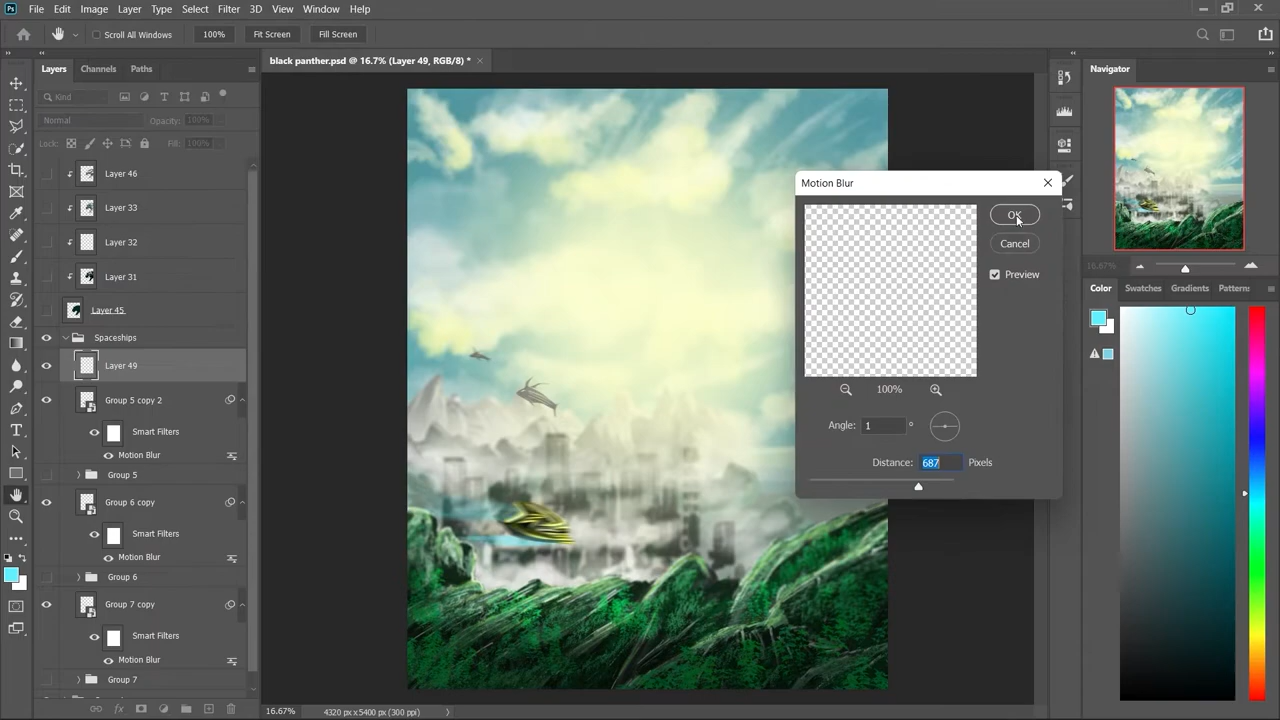 Ps File Edit Image Layer Type Select Filter 3D View Window Help
Scroll All Windows 100% Fit Screen Fill Screen
black panther.psd @ 16.7% (Layer 49, RGB/8) *
Layers Channels Paths
Kind
Normal Opacity: 100%
Lock: Fill: 100%
Layer 46
Layer 33
Layer 32
Layer 31
Layer 45
Spaceships
Layer 49
Group 5 copy 2
Smart Filters
Motion Blur
Group 5
Group 6 copy
Smart Filters
Motion Blur
Group 6
Group 7 copy
Smart Filters
Motion Blur
Group 7
fx
16.67% 4320 px x 5400 px (300 ppi)
Motion Blur
OK
Cancel
Preview
100%
Angle: 1 °
Distance: 687 Pixels
Navigator
16.67%
Color Swatches Gradients Patterns